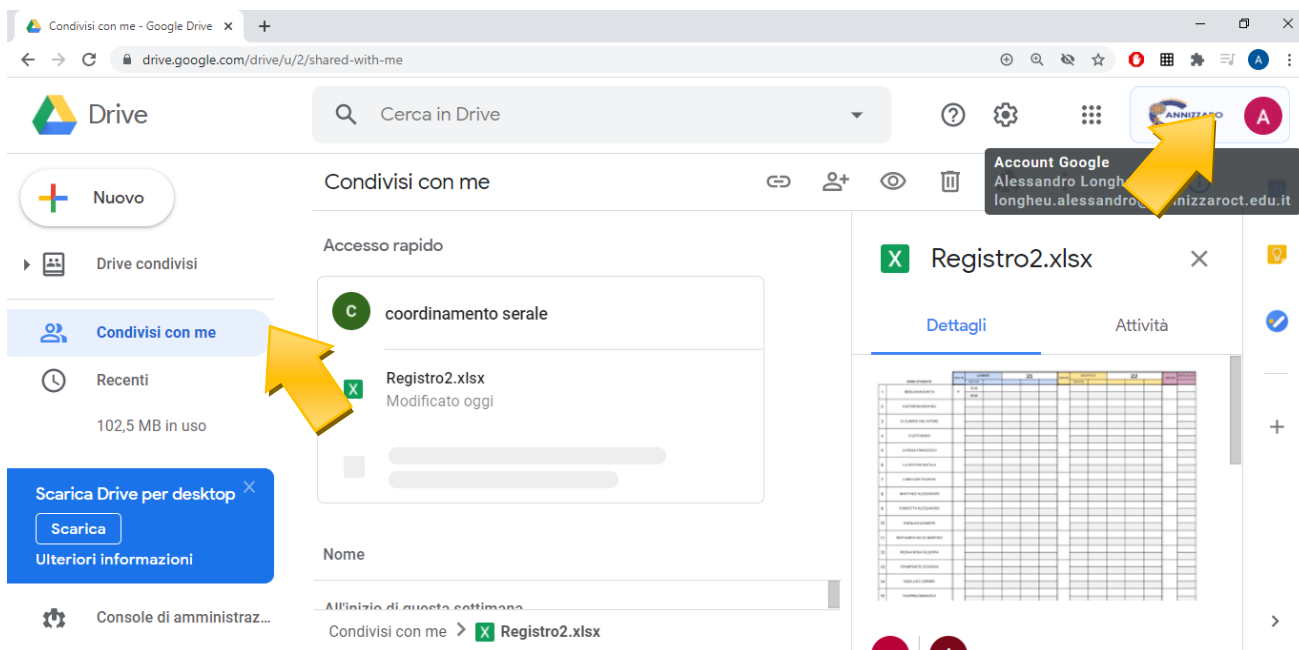 Condivisi con me - Google Drive
drive.google.com/drive/u/2/shared-with-me
A
Drive
Cerca in Drive
ANNIZZARO
A
Account Google
Alessandro Longh
longheu.alessandro@ nnizzaroct.edu.it
Nuovo
Condivisi con me
Accesso rapido
Drive condivisi
C
coordinamento serale
Registro2.xlsx
Dettagli
Attività
Condivisi con me
Recenti
Registro2.xlsx
Modificato oggi
102,5 MB in uso
21
22
Scarica Drive per desktop
Scarica
Ulteriori informazioni
Nome
All'inizio di questa settimana
Console di amministraz...
Condivisi con me > X Registro2.xlsx